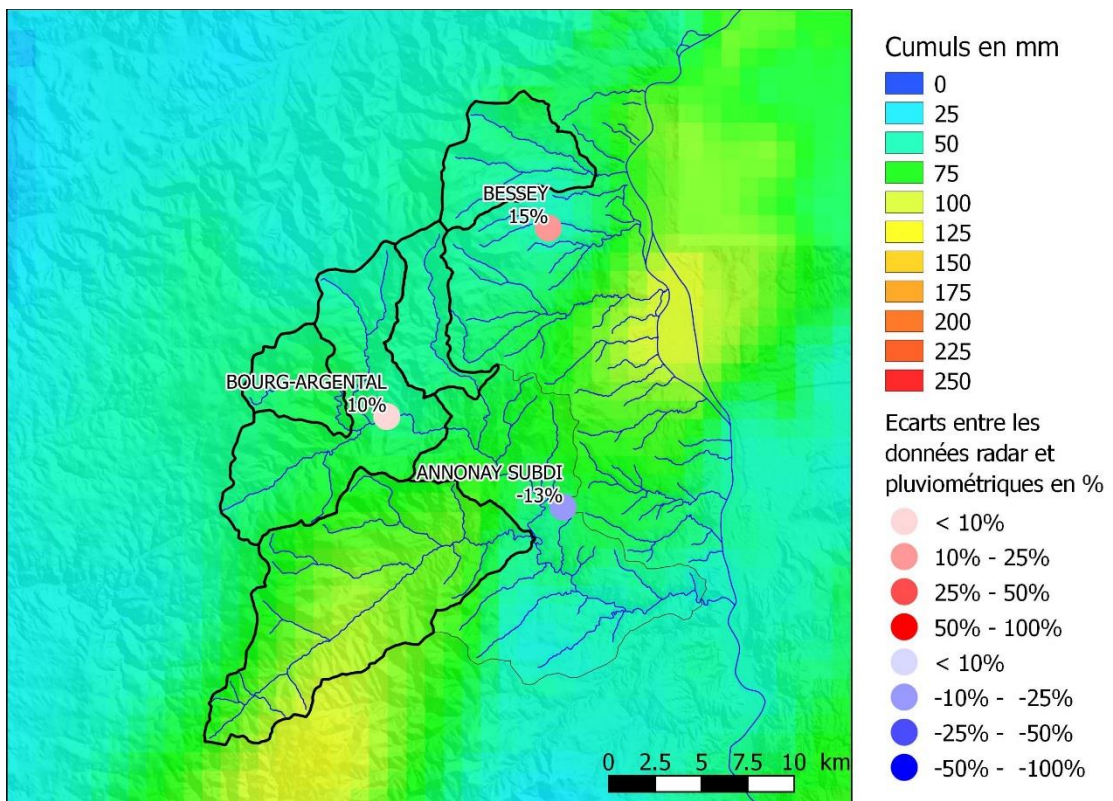 BESSEY
15%
BOURG-ARGENTAL
10%
ANNONAY SUBDI
-13%
0 2.5 5 7.5 10 km
Cumuls en mm
0
25
50
75
100
125
150
175
200
225
250
Ecarts entre les
données radar et
pluviométriques en %
< 10%
10% - 25%
25% - 50%
50% - 100%
< 10%
-10% - -25%
-25% - -50%
-50% - -100%